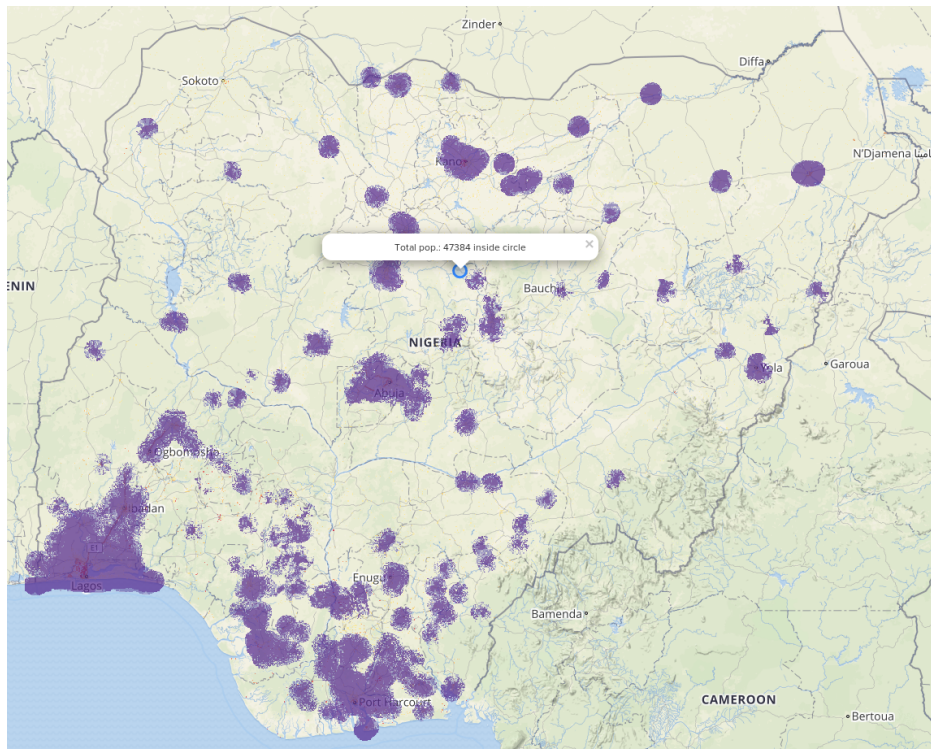 Zinder
Diffa
Sokoto
N'Djamena
Kano
Total pop.: 47384 inside circle
×
ENIN
Bauchi
NIGERIA
Garoua
Yola
Abuja
Ogbomosho
Ibadan
Lagos
Enugu
Bamenda
Port Harcourt
CAMEROON
Bertoua